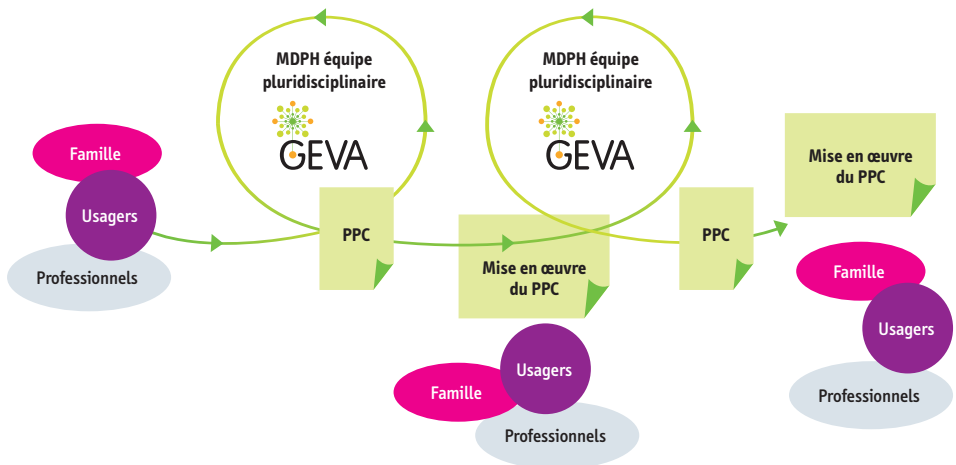 MDPH équipe
pluridisciplinaire
GEVA
MDPH équipe
pluridisciplinaire
GEVA
Famille
Usagers
Professionnels
PPC
Mise en œuvre
du PPC
Famille
Usagers
Professionnels
PPC
Mise en œuvre
du PPC
Famille
Usagers
Professionnels